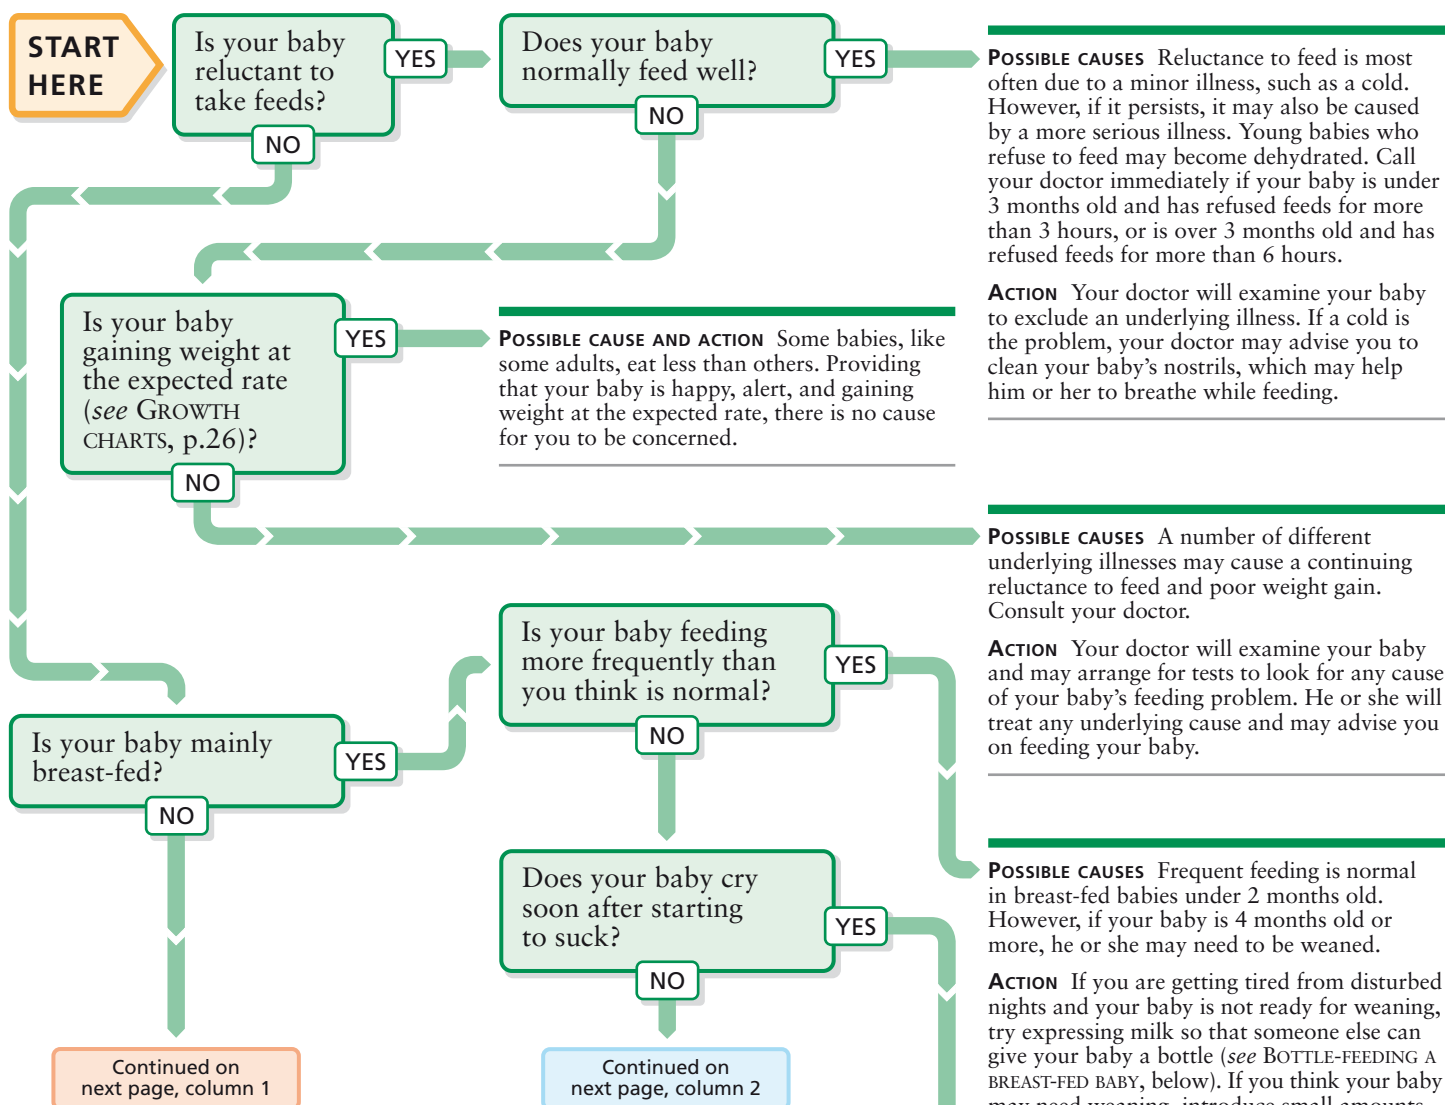 START
HERE
Is your baby
reluctant to
take feeds?
YES
NO
Does your baby
normally feed well?
YES
NO
POSSIBLE CAUSES Reluctance to feed is most
often due to a minor illness, such as a cold.
However, if it persists, it may also be caused
by a more serious illness. Young babies who
refuse to feed may become dehydrated. Call
your doctor immediately if your baby is under
3 months old and has refused feeds for more
than 3 hours, or is over 3 months old and has
refused feeds for more than 6 hours.
ACTION Your doctor will examine your baby
to exclude an underlying illness. If a cold is
the problem, your doctor may advise you to
clean your baby's nostrils, which may help
him or her to breathe while feeding.
Is your baby
gaining weight at
the expected rate
(see GROWTH
CHARTS, p.26)?
YES
NO
POSSIBLE CAUSE AND ACTION Some babies, like
some adults, eat less than others. Providing
that your baby is happy, alert, and gaining
weight at the expected rate, there is no cause
for you to be concerned.
POSSIBLE CAUSES A number of different
underlying illnesses may cause a continuing
reluctance to feed and poor weight gain.
Consult your doctor.
ACTION Your doctor will examine your baby
and may arrange for tests to look for any cause
of your baby's feeding problem. He or she will
treat any underlying cause and may advise you
on feeding your baby.
Is your baby mainly
breast-fed?
YES
NO
Is your baby feeding
more frequently than
you think is normal?
YES
NO
POSSIBLE CAUSES Frequent feeding is normal
in breast-fed babies under 2 months old.
However, if your baby is 4 months old or
more, he or she may need to be weaned.
ACTION If you are getting tired from disturbed
nights and your baby is not ready for weaning,
try expressing milk so that someone else can
give your baby a bottle (see BOTTLE-FEEDING A
BREAST-FED BABY, below). If you think your baby
may need weaning, introduce small amounts
Does your baby cry
soon after starting
to suck?
YES
NO
Continued on
next page, column 1
Continued on
next page, column 2